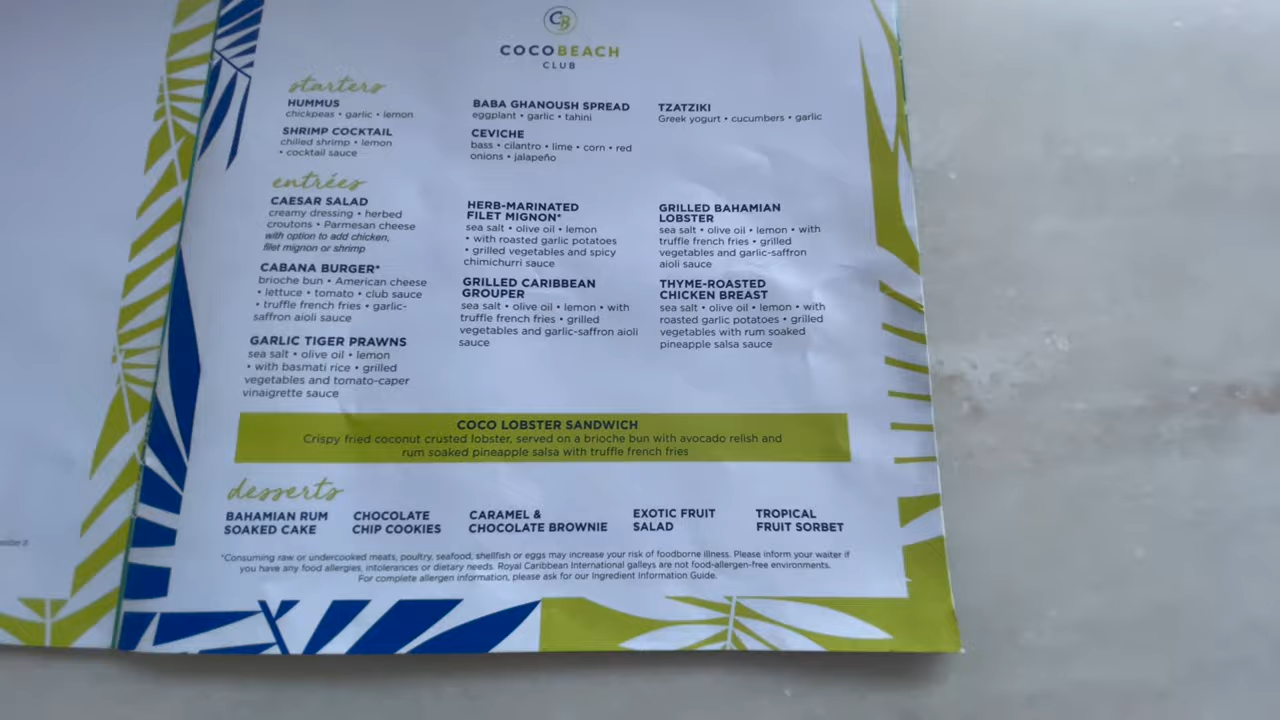 CB
COCOBEACH
CLUB
starters
HUMMUS
chickpeas • garlic • lemon
SHRIMP COCKTAIL
chilled shrimp • lemon
• cocktail sauce
BABA GHANOUSH SPREAD
eggplant • garlic • tahini
CEVICHE
bass • cilantro • lime • corn • red
onions • jalapeño
TZATZIKI
Greek yogurt • cucumbers • garlic
entrées
CAESAR SALAD
creamy dressing • herbed
croutons • Parmesan cheese
with option to add chicken,
filet mignon or shrimp
CABANA BURGER*
brioche bun • American cheese
• lettuce • tomato • club sauce
• truffle french fries • garlic-
saffron aioli sauce
GARLIC TIGER PRAWNS
sea salt • olive oil • lemon
• with basmati rice • grilled
vegetables and tomato-caper
vinaigrette sauce
HERB-MARINATED
FILET MIGNON*
sea salt • olive oil • lemon
• with roasted garlic potatoes
• grilled vegetables and spicy
chimichurri sauce
GRILLED CARIBBEAN
GROUPER
sea salt • olive oil • lemon • with
truffle french fries • grilled
vegetables and garlic-saffron aioli
sauce
GRILLED BAHAMIAN
LOBSTER
sea salt • olive oil • lemon • with
truffle french fries • grilled
vegetables and garlic-saffron
aioli sauce
THYME-ROASTED
CHICKEN BREAST
sea salt • olive oil • lemon • with
roasted garlic potatoes • grilled
vegetables with rum soaked
pineapple salsa sauce
COCO LOBSTER SANDWICH
Crispy fried coconut crusted lobster, served on a brioche bun with avocado relish and
rum soaked pineapple salsa with truffle french fries
desserts
BAHAMIAN RUM
SOAKED CAKE
CHOCOLATE
CHIP COOKIES
CARAMEL &
CHOCOLATE BROWNIE
EXOTIC FRUIT
SALAD
TROPICAL
FRUIT SORBET
*Consuming raw or undercooked meats, poultry, seafood, shellfish or eggs may increase your risk of foodborne illness. Please inform your waiter if
you have any food allergies, intolerances or dietary needs. Royal Caribbean International galleys are not food-allergen-free environments.
For complete allergen information, please ask for our Ingredient Information Guide.